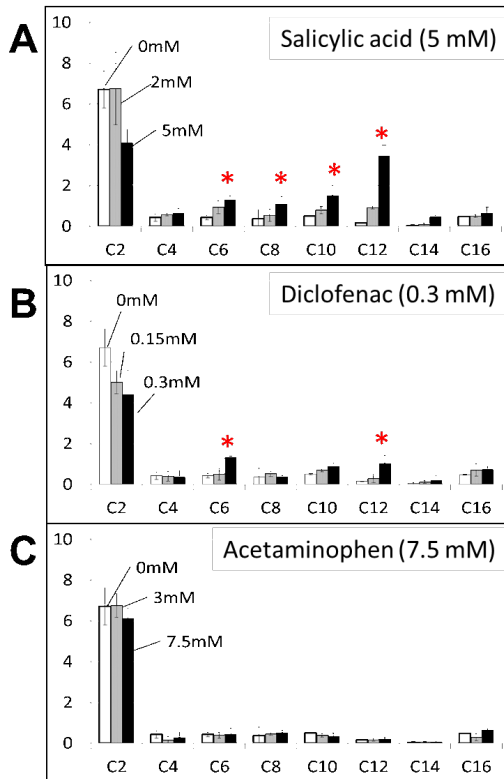 A
Salicylic acid (5 mM)
10
8
6
4
2
0
0mM
2mM
5mM
*
*
*
*
C2 C4 C6 C8 C10 C12 C14 C16
B
Diclofenac (0.3 mM)
10
8
6
4
2
0
0mM
0.15mM
0.3mM
*
*
C2 C4 C6 C8 C10 C12 C14 C16
C
Acetaminophen (7.5 mM)
8
6
4
2
0
0mM
3mM
7.5mM
C2 C4 C6 C8 C10 C12 C14 C16